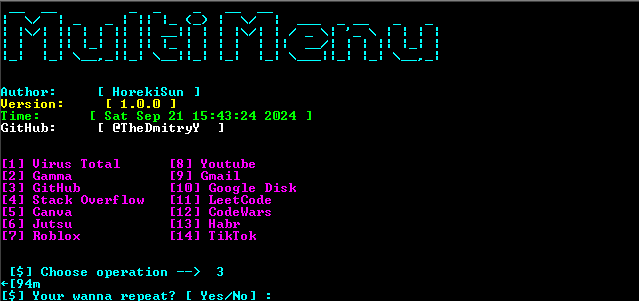 Multi Menu
Author: [ HorekiSun ]
Version: [ 1.0.0 ]
Time: [ Sat Sep 21 15:43:24 2024 ]
GitHub: [ @TheDmitryY ]
[1] Virus Total [8] Youtube
[2] Gamma [9] Gmail
[3] GitHub [10] Google Disk
[4] Stack Overflow [11] LeetCode
[5] Canva [12] CodeWars
[6] Jutsu [13] Habr
[7] Roblox [14] TikTok
[$] Choose operation --> 3
←[94m
[$] Your wanna repeat? [ Yes/No] :